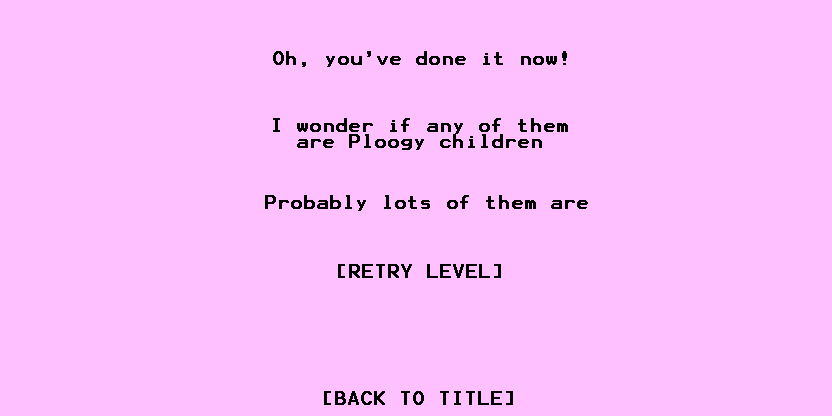 Oh, you've done it now!
I wonder if any of them
are Ploogy children
Probably lots of them are
[RETRY LEVEL]
[BACK TO TITLE]